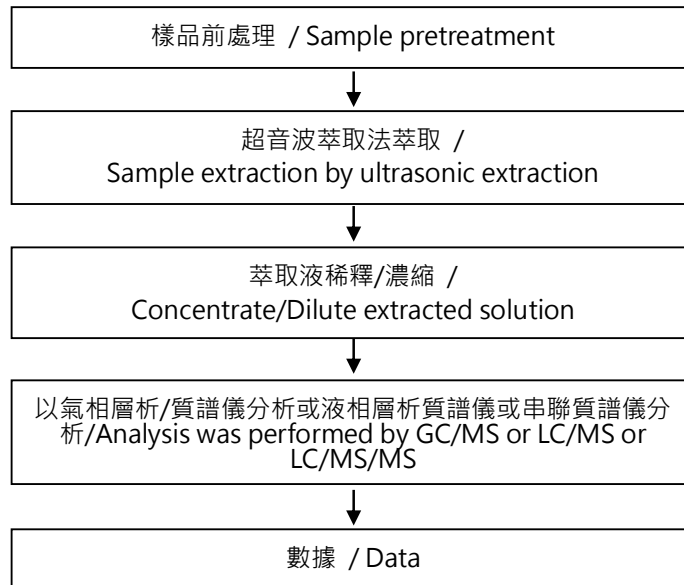 樣品前處理 / Sample pretreatment
超音波萃取法萃取 /
Sample extraction by ultrasonic extraction
萃取液稀釋/濃縮 /
Concentrate/Dilute extracted solution
以氣相層析/質譜儀分析或液相層析質譜儀或串聯質譜儀分
析/Analysis was performed by GC/MS or LC/MS or
LC/MS/MS
數據 / Data